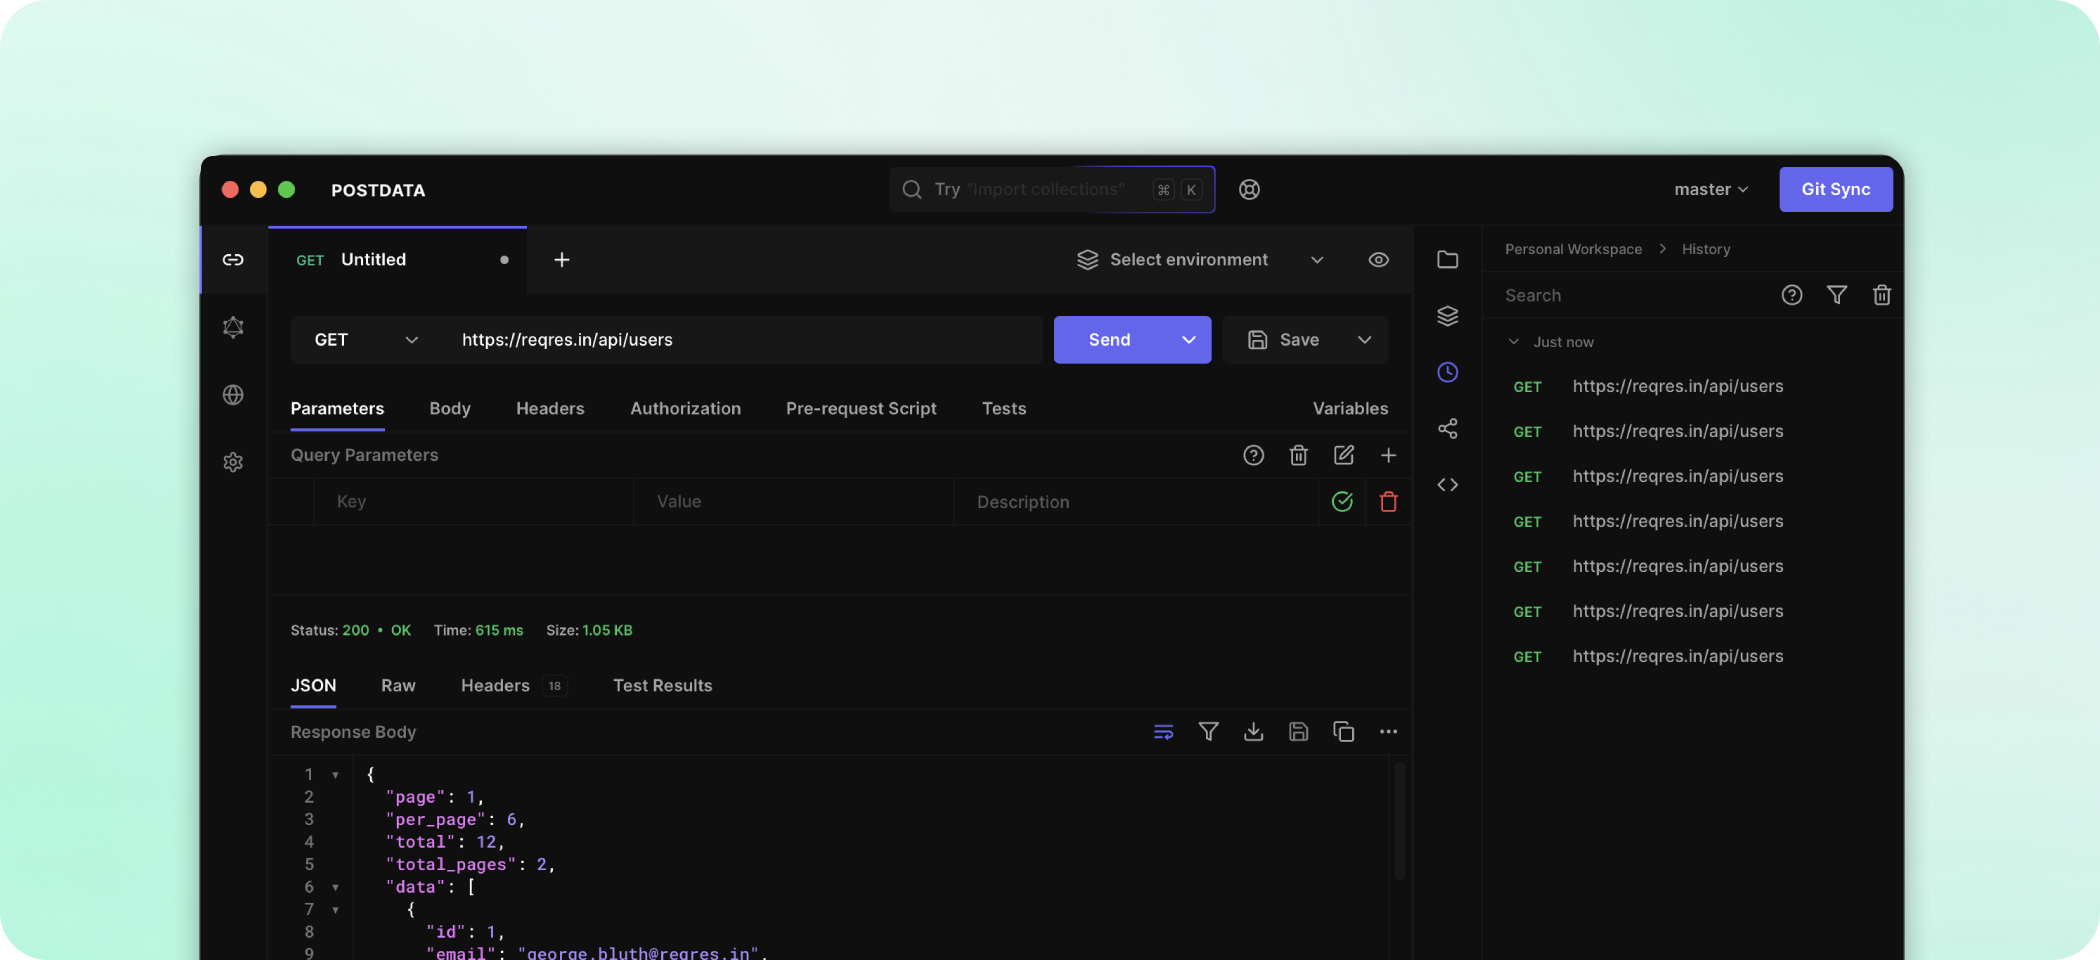 POSTDATA
Try "Import collections" ⌘ K
master
Git Sync
GET Untitled
Select environment
GET https://reqres.in/api/users
Send
Save
Parameters Body Headers Authorization Pre-request Script Tests Variables
Query Parameters
Key Value Description
Status: 200 • OK Time: 615 ms Size: 1.05 KB
JSON Raw Headers 18 Test Results
Response Body
1 {
2 "page": 1,
3 "per_page": 6,
4 "total": 12,
5 "total_pages": 2,
6 "data": [
7 {
8 "id": 1,
9 "email": "george.bluth@reqres.in",
Personal Workspace > History
Search
Just now
GET https://reqres.in/api/users
GET https://reqres.in/api/users
GET https://reqres.in/api/users
GET https://reqres.in/api/users
GET https://reqres.in/api/users
GET https://reqres.in/api/users
GET https://reqres.in/api/users